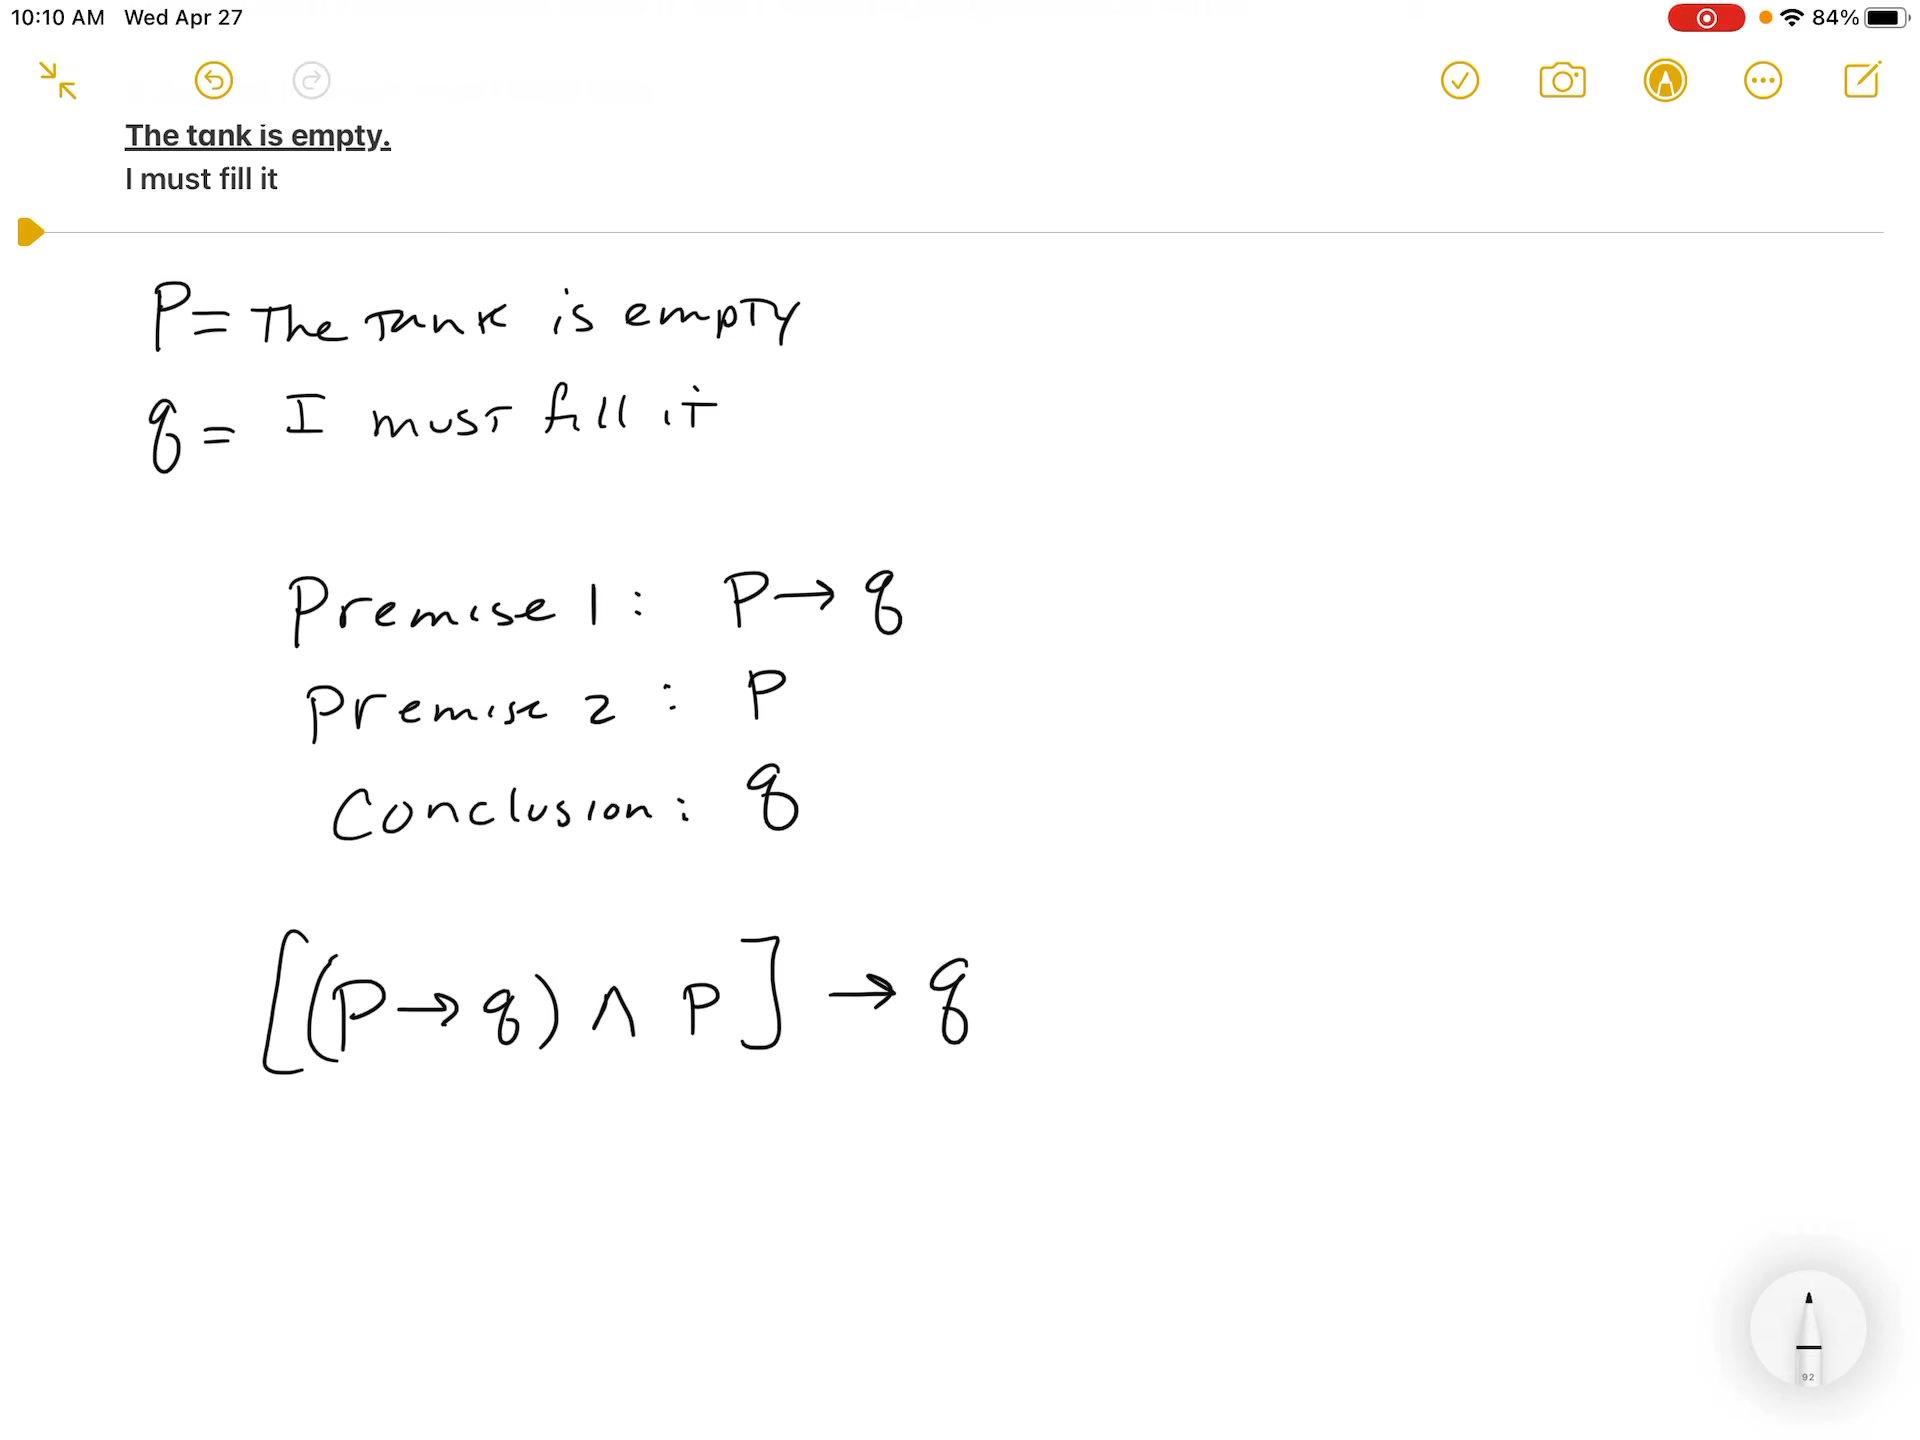 10:10 AM Wed Apr 27 84%
The tank is empty.
I must fill it
P = The Tank is empty
q = I must fill it
Premise 1 : P → q
Premise 2 : P
Conclusion : q
[(P → q) ∧ P] → q
92